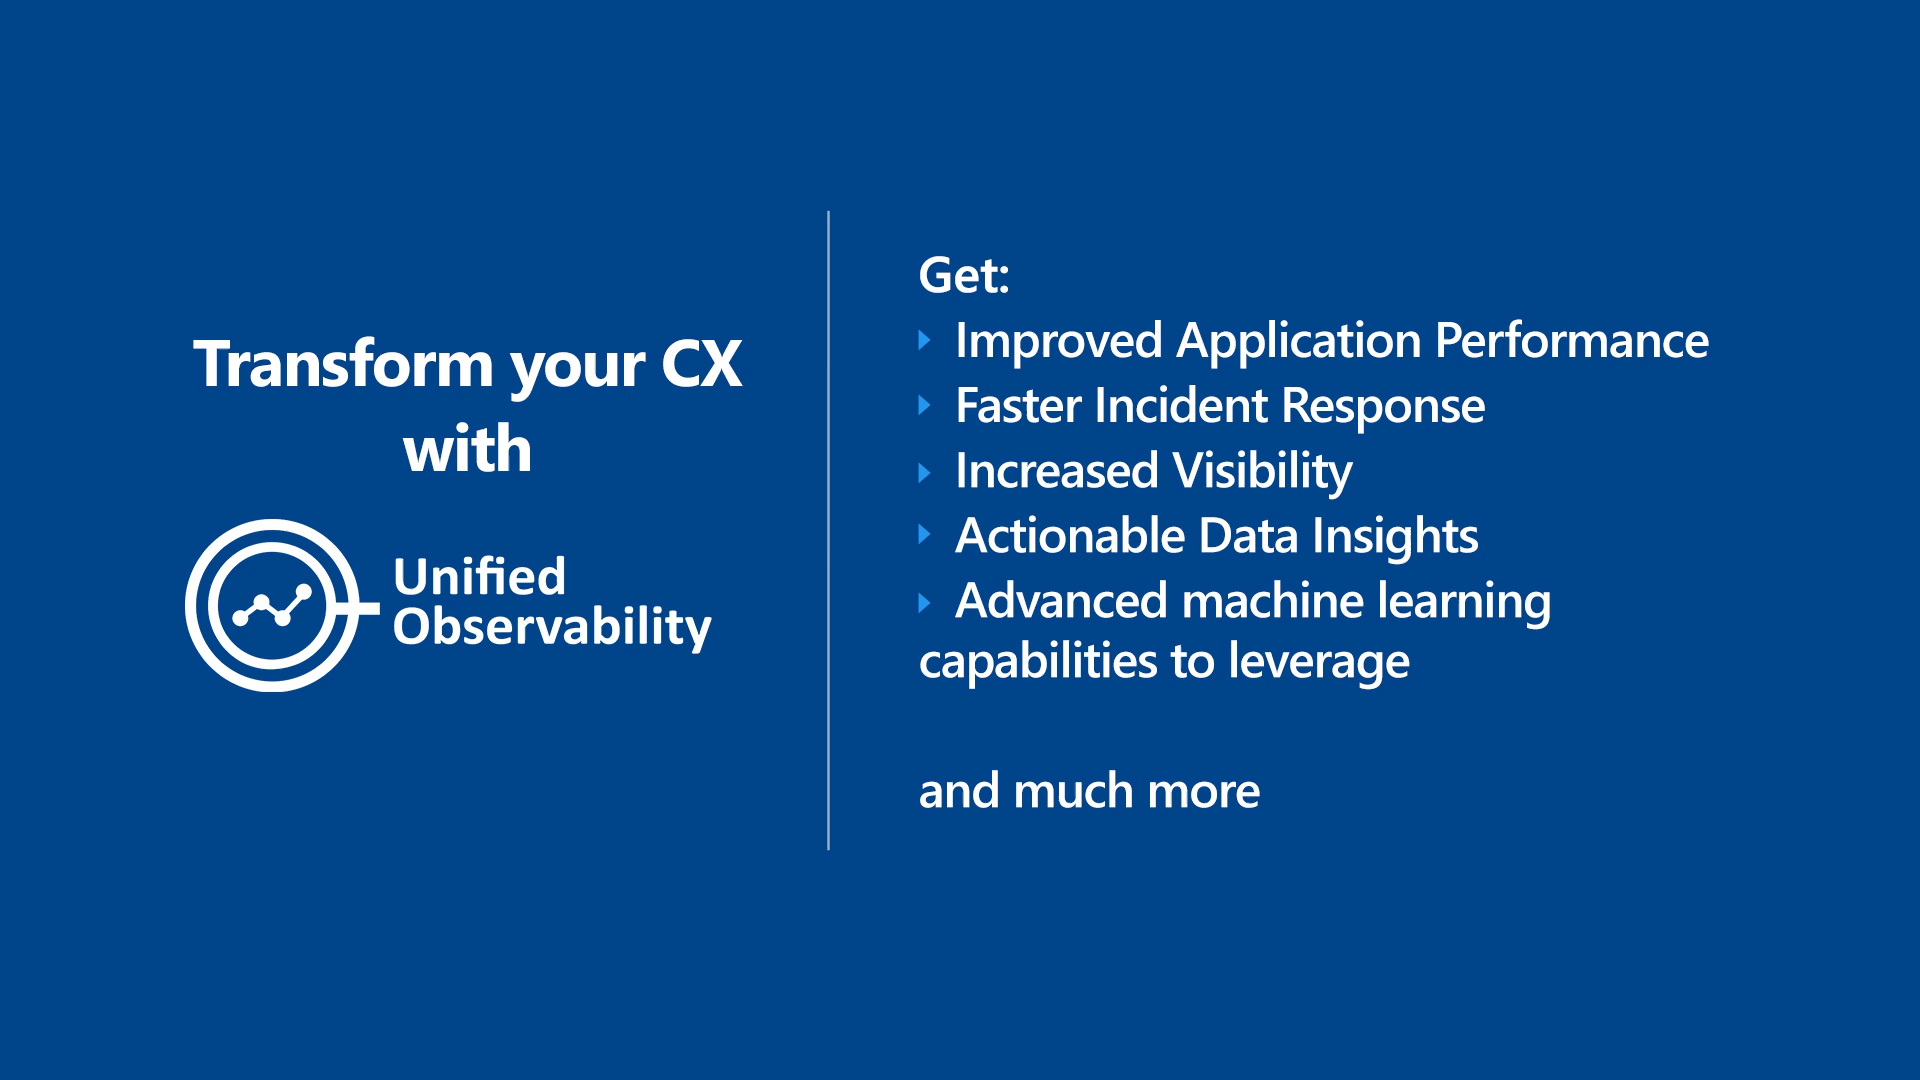 Transform your CX
with
Unified
Observability
Get:
Improved Application Performance
Faster Incident Response
Increased Visibility
Actionable Data Insights
Advanced machine learning
capabilities to leverage
and much more